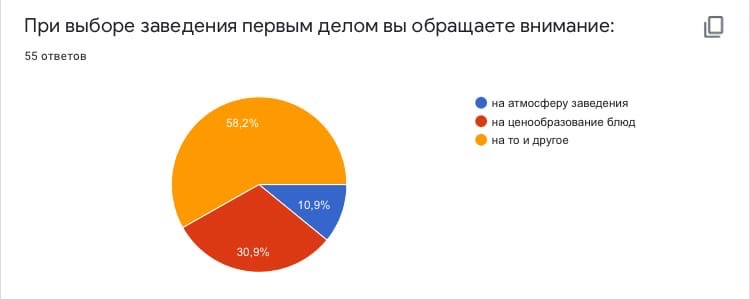 При выборе заведения первым делом вы обращаете внимание:
55 ответов
58,2%
10,9%
30,9%
на атмосферу заведения
на ценообразование блюд
на то и другое